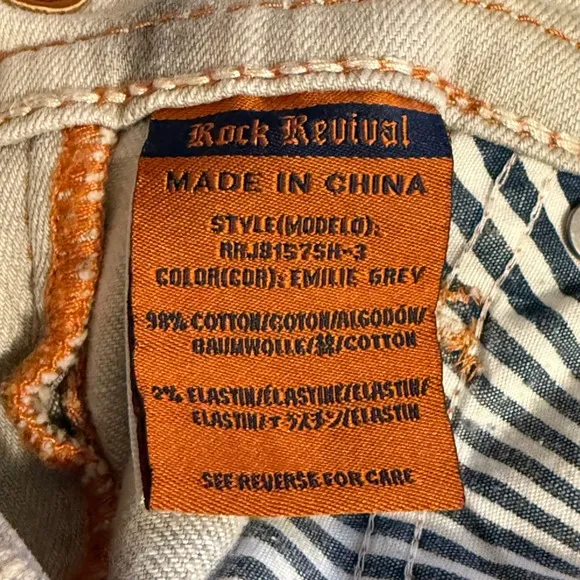 Rock Revival
MADE IN CHINA
STYLE(MODELO):
RRJ8157SH-3
COLOR(COR): EMILIE GREY
98% COTTON/COTON/ALGODÓN/
BAUMWOLLE/綿/COTTON
2% ELASTIN/ÉLASTINE/ELASTIN/
ELASTIN/エラスチン/ELASTIN
SEE REVERSE FOR CARE